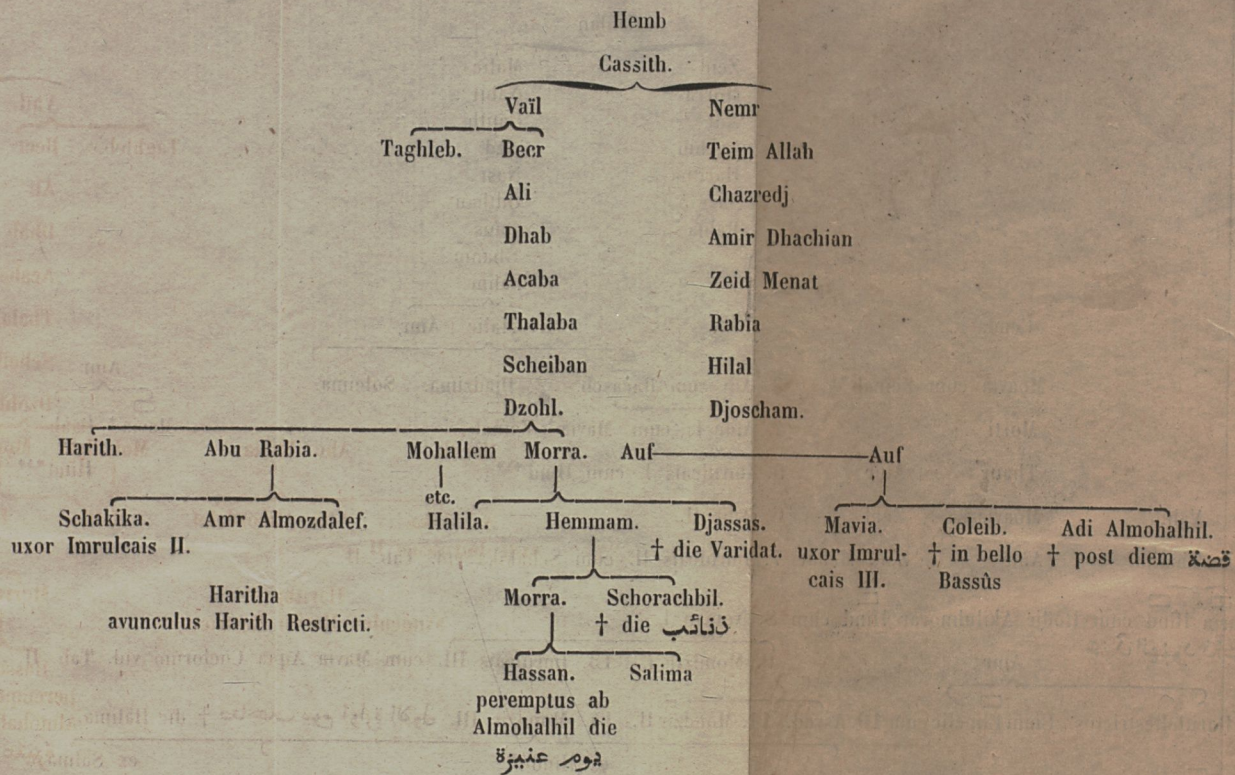 Hemb
Cassith.
Vaïl Nemr
Taghleb. Becr Teim Allah
Ali Chazredj
Dhab Amir Dhachian
Acaba Zeid Menat
Thalaba Rabia
Scheiban Hilal
Dzohl. Djoscham.
Harith. Abu Rabia. Mohallem Morra. Auf Auf
etc.
Schakika. Amr Almozdalef. Halila. Hemmam. Djassas. Mavia. Coleib. Adi Almohalhil.
uxor Imrulcais II. † die Varidat. uxor Imrul- † in bello † post diem قضة
cais III. Bassûs
Haritha Morra. Schorachbil.
avunculus Harith Restricti. † die ذنائب
Hassan. Salima
peremptus ab
Almohalhil die
يوم عنيزة